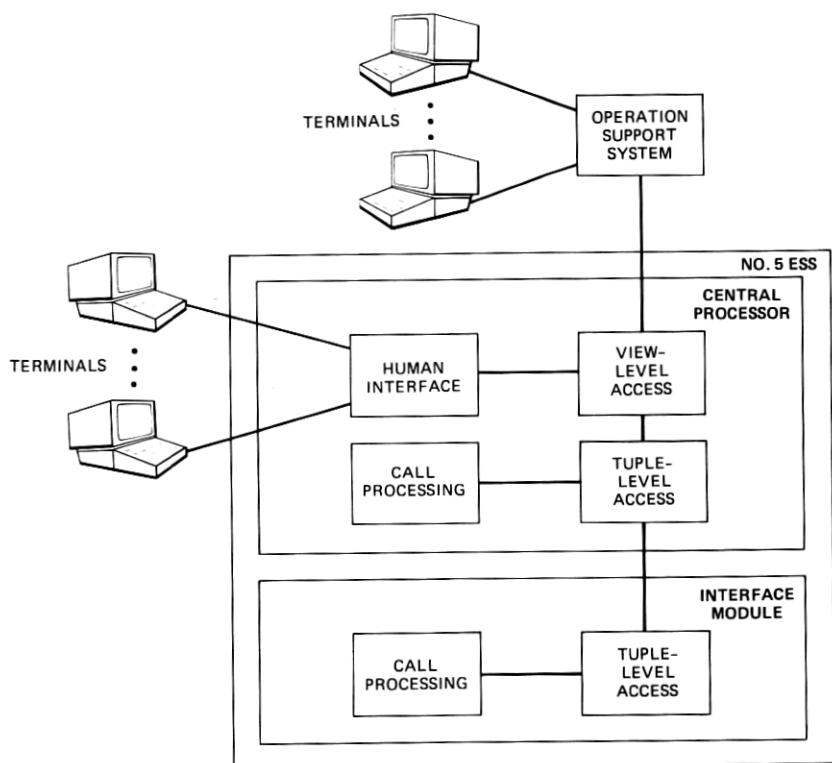 TERMINALS
OPERATION
SUPPORT
SYSTEM
NO. 5 ESS
CENTRAL
PROCESSOR
TERMINALS
HUMAN
INTERFACE
VIEW–
LEVEL
ACCESS
CALL
PROCESSING
TUPLE–
LEVEL
ACCESS
INTERFACE
MODULE
CALL
PROCESSING
TUPLE–
LEVEL
ACCESS